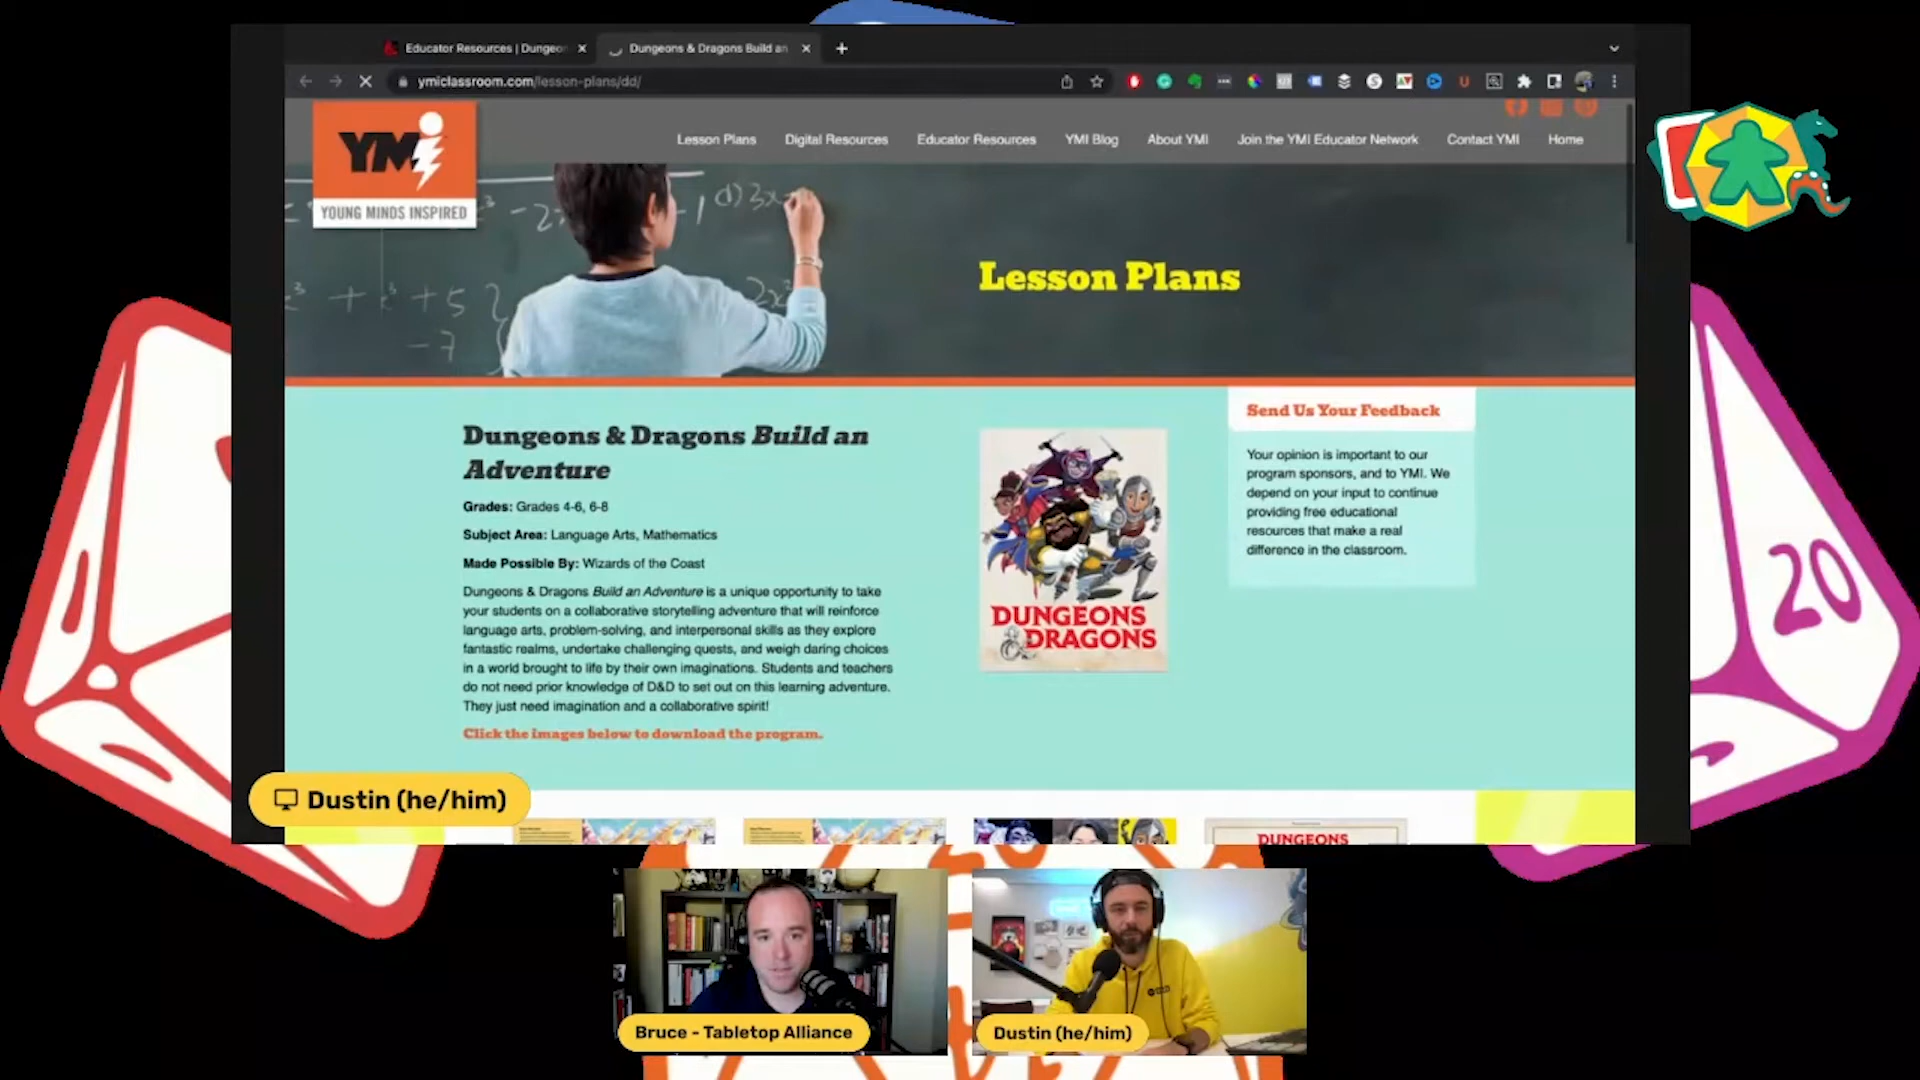 Educator Resources | Dungeon
Dungeons & Dragons Build an
ymiclassroom.com/lesson-plans/dd/
YMi
YOUNG MINDS INSPIRED
Lesson Plans
Digital Resources
Educator Resources
YMI Blog
About YMI
Join the YMI Educator Network
Contact YMI
Home
Lesson Plans
Dungeons & Dragons Build an
Adventure
Grades: Grades 4-6, 6-8
Subject Area: Language Arts, Mathematics
Made Possible By: Wizards of the Coast
Dungeons & Dragons Build an Adventure is a unique opportunity to take
your students on a collaborative storytelling adventure that will reinforce
language arts, problem-solving, and interpersonal skills as they explore
fantastic realms, undertake challenging quests, and weigh daring choices
in a world brought to life by their own imaginations. Students and teachers
do not need prior knowledge of D&D to set out on this learning adventure.
They just need imagination and a collaborative spirit!
Click the images below to download the program.
DUNGEONS
& DRAGONS
Send Us Your Feedback
Your opinion is important to our
program sponsors, and to YMI. We
depend on your input to continue
providing free educational
resources that make a real
difference in the classroom.
DUNGEONS
20
Dustin (he/him)
Bruce - Tabletop Alliance
Dustin (he/him)